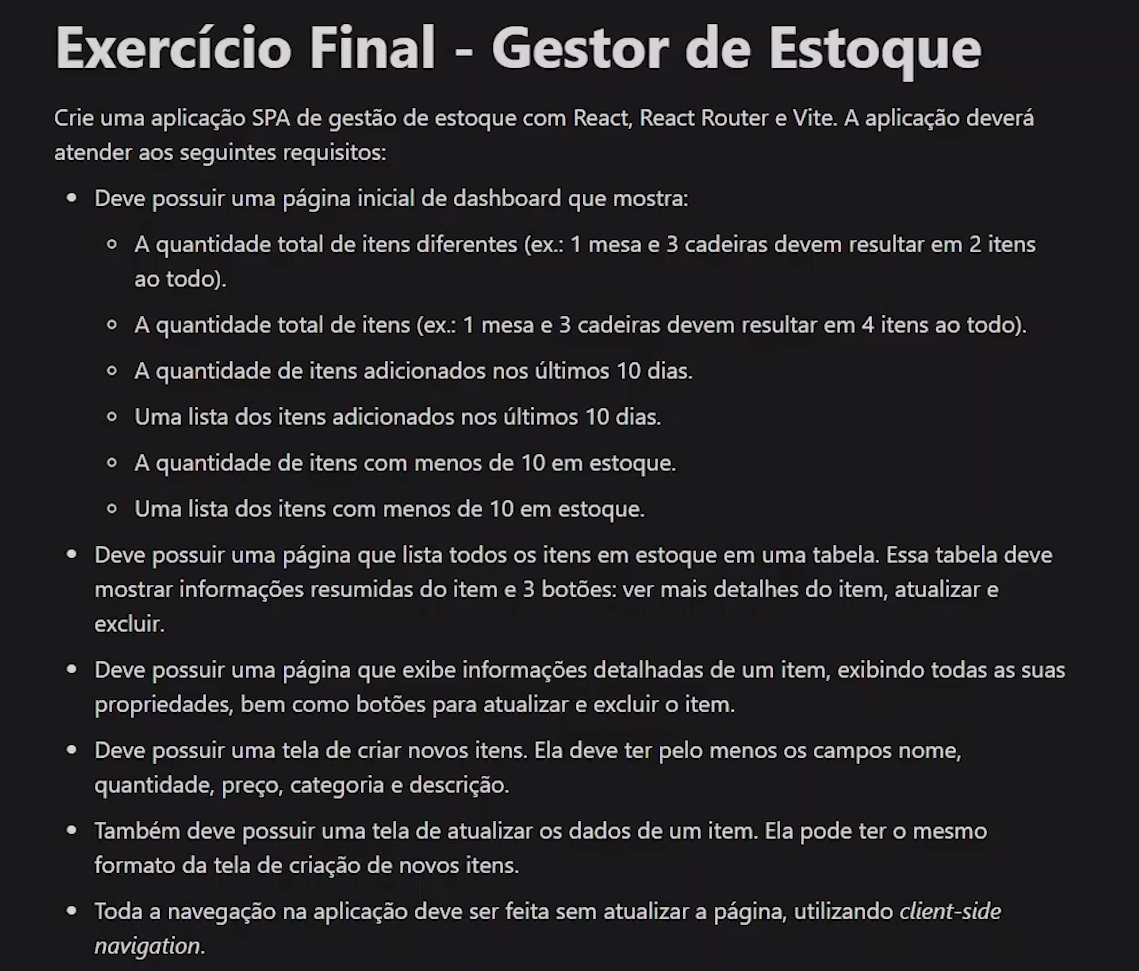 Exercício Final - Gestor de Estoque
Crie uma aplicação SPA de gestão de estoque com React, React Router e Vite. A aplicação deverá
atender aos seguintes requisitos:
Deve possuir uma página inicial de dashboard que mostra:
A quantidade total de itens diferentes (ex.: 1 mesa e 3 cadeiras devem resultar em 2 itens
ao todo).
A quantidade total de itens (ex.: 1 mesa e 3 cadeiras devem resultar em 4 itens ao todo).
A quantidade de itens adicionados nos últimos 10 dias.
Uma lista dos itens adicionados nos últimos 10 dias.
A quantidade de itens com menos de 10 em estoque.
Uma lista dos itens com menos de 10 em estoque.
Deve possuir uma página que lista todos os itens em estoque em uma tabela. Essa tabela deve
mostrar informações resumidas do item e 3 botões: ver mais detalhes do item, atualizar e
excluir.
Deve possuir uma página que exibe informações detalhadas de um item, exibindo todas as suas
propriedades, bem como botões para atualizar e excluir o item.
Deve possuir uma tela de criar novos itens. Ela deve ter pelo menos os campos nome,
quantidade, preço, categoria e descrição.
Também deve possuir uma tela de atualizar os dados de um item. Ela pode ter o mesmo
formato da tela de criação de novos itens.
Toda a navegação na aplicação deve ser feita sem atualizar a página, utilizando client-side
navigation.